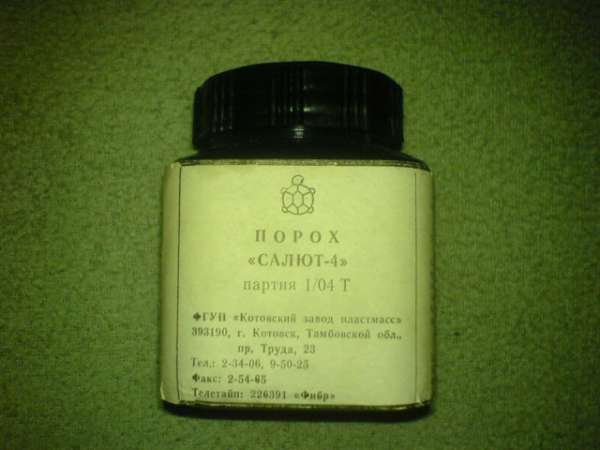 ПОРОХ
«САЛЮТ-4»
партия 1/04 Т
ФГУП «Котовский завод пластмасс»
393190, г. Котовск, Тамбовской обл.,
пр, Труда, 23
Тел.: 2-34-06, 9-50-25
Факс: 2-54-65
Телетайп: 226391 «Фибр»